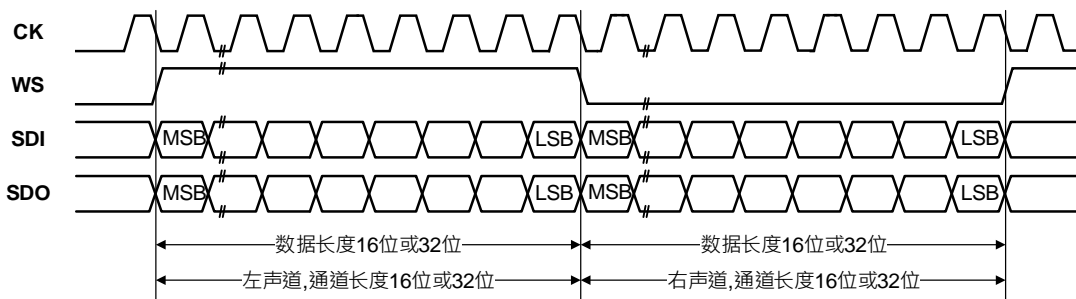 CK
WS
SDI MSB LSB MSB LSB
SDO MSB LSB MSB LSB
数据长度16位或32位 数据长度16位或32位
左声道,通道长度16位或32位 右声道,通道长度16位或32位